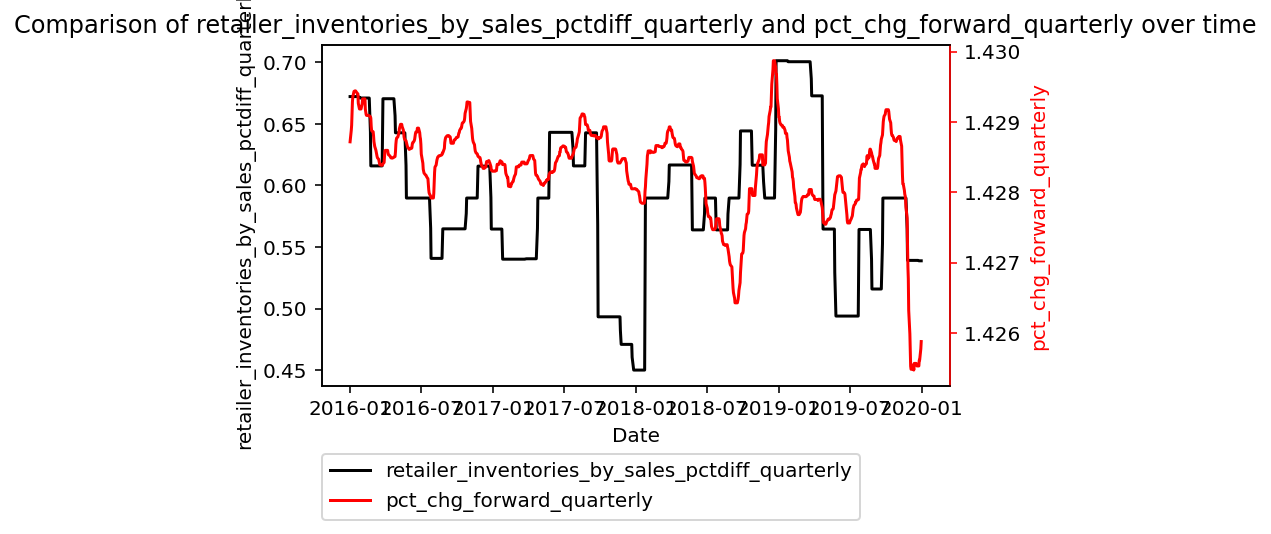 Comparison of retailer_inventories_by_sales_pctdiff_quarterly and pct_chg_forward_quarterly over time
retailer_inventories_by_sales_pctdiff_quarterly
0.70
0.65
0.60
0.55
0.50
0.45
1.430
1.429
1.428
1.427
1.426
pct_chg_forward_quarterly
2016-01 2016-07 2017-01 2017-07 2018-01 2018-07 2019-01 2019-07 2020-01
Date
retailer_inventories_by_sales_pctdiff_quarterly
pct_chg_forward_quarterly